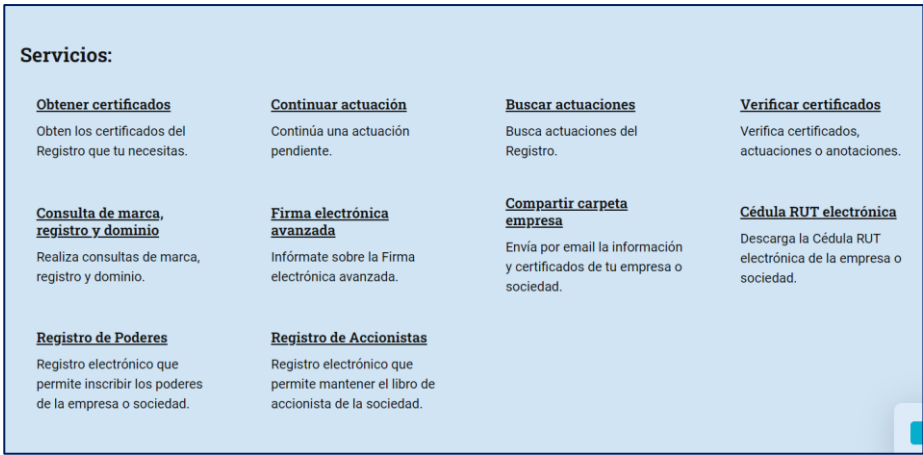 Servicios:
Obtener certificados
Obten los certificados del
Registro que tu necesitas.
Continuar actuación
Continúa una actuación
pendiente.
Buscar actuaciones
Busca actuaciones del
Registro.
Verificar certificados
Verifica certificados,
actuaciones o anotaciones.
Consulta de marca,
registro y dominio
Realiza consultas de marca,
registro y dominio.
Firma electrónica
avanzada
Infórmate sobre la Firma
electrónica avanzada.
Compartir carpeta
empresa
Envía por email la información
y certificados de tu empresa o
sociedad.
Cédula RUT electrónica
Descarga la Cédula RUT
electrónica de la empresa o
sociedad.
Registro de Poderes
Registro electrónico que
permite inscribir los poderes
de la empresa o sociedad.
Registro de Accionistas
Registro electrónico que
permite mantener el libro de
accionista de la sociedad.